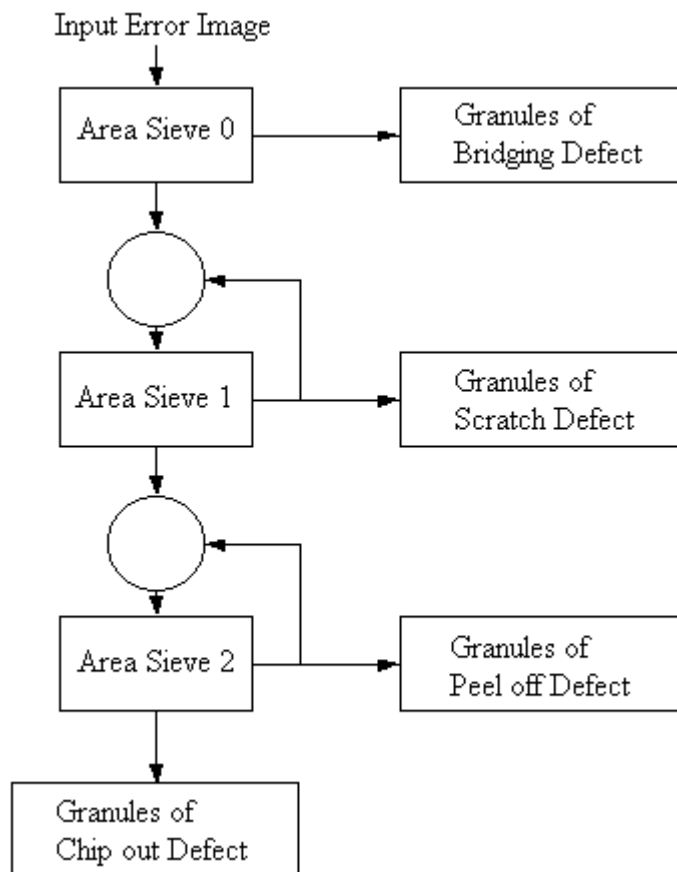 Input Error Image
Area Sieve 0
Granules of
Bridging Defect
Area Sieve 1
Granules of
Scratch Defect
Area Sieve 2
Granules of
Peel off Defect
Granules of
Chip out Defect